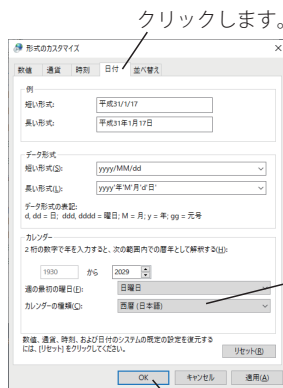 クリックします。
形式のカスタマイズ
数値 通貨 時刻 日付 並べ替え
例
短い形式: 平成31/1/17
長い形式: 平成31年1月17日
データ形式
短い形式(S): yyyy/MM/dd
長い形式(L): yyyy'年'M'月'd'日'
データ形式の表記:
d, dd = 日; ddd, dddd = 曜日; M = 月; y = 年; gg = 元号
カレンダー
2 桁の数字で年を入力すると、次の範囲内での暦年として解釈する(H):
1930 から 2029
週の最初の曜日(F): 日曜日
カレンダーの種類(C): 西暦 (日本語)
数値、通貨、時刻、および日付のシステムの既定の設定を復元する
には、[リセット] をクリックしてください。
リセット(R)
OK キャンセル 適用(A)